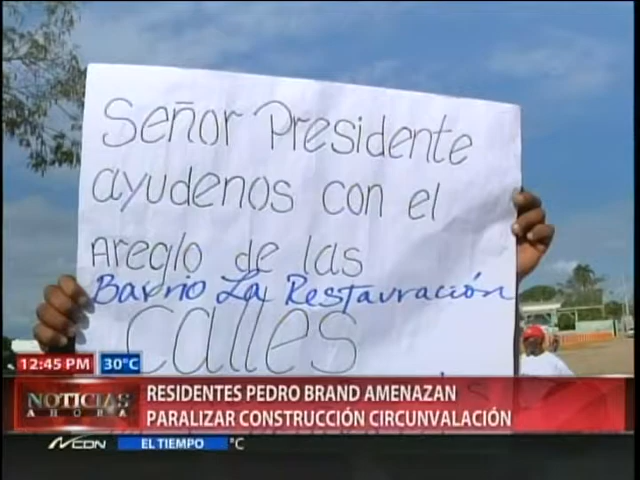 Señor Presidente
ayudenos con el
Areglo de las
Barrio La Restauración
Calles
12:45 PM 30°C
NOTICIAS
AHORA
RESIDENTES PEDRO BRAND AMENAZAN
PARALIZAR CONSTRUCCIÓN CIRCUNVALACIÓN
NCDN EL TIEMPO °C